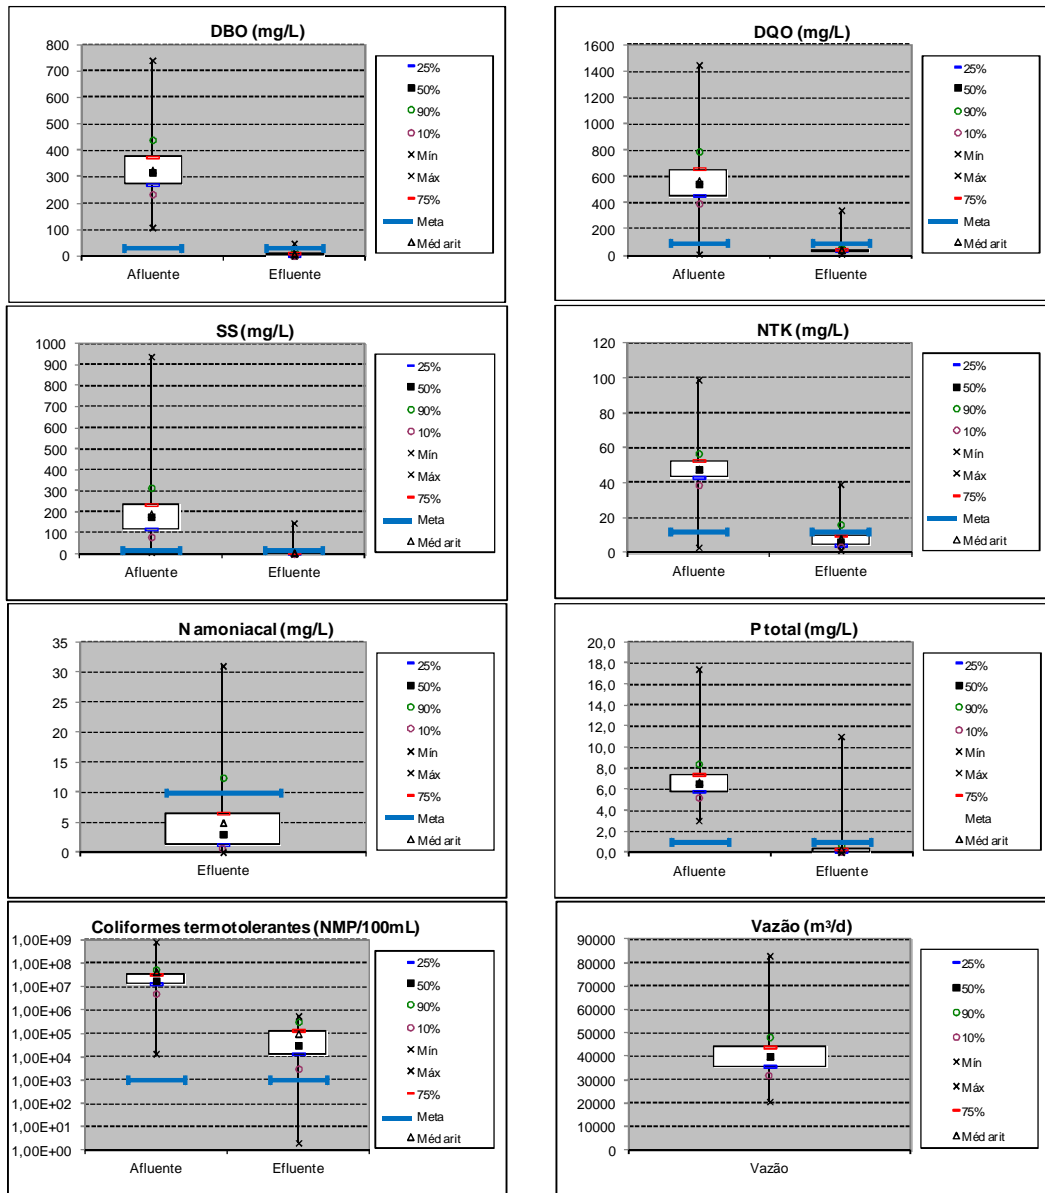 DBO (mg/L)
800
700
600
500
400
300
200
100
0
Afluente
Efluente
25%
50%
90%
10%
Mín
Máx
75%
Meta
Méd arit
DQO (mg/L)
1600
1400
1200
1000
800
600
400
200
0
Afluente
Efluente
25%
50%
90%
10%
Mín
Máx
75%
Meta
Méd arit
SS (mg/L)
1000
900
800
700
600
500
400
300
200
100
0
Afluente
Efluente
25%
50%
90%
10%
Mín
Máx
75%
Meta
Méd arit
NTK (mg/L)
120
100
80
60
40
20
0
Afluente
Efluente
25%
50%
90%
10%
Mín
Máx
75%
Meta
Méd arit
N amoniacal (mg/L)
35
30
25
20
15
10
5
0
Efluente
25%
50%
90%
10%
Mín
Máx
75%
Meta
Méd arit
P total (mg/L)
20,0
18,0
16,0
14,0
12,0
10,0
8,0
6,0
4,0
2,0
0,0
Afluente
Efluente
25%
50%
90%
10%
Mín
Máx
75%
Meta
Méd arit
Coliformes termotolerantes (NMP/100mL)
1,00E+09
1,00E+08
1,00E+07
1,00E+06
1,00E+05
1,00E+04
1,00E+03
1,00E+02
1,00E+01
1,00E+00
Afluente
Efluente
25%
50%
90%
10%
Mín
Máx
75%
Meta
Méd arit
Vazão (m³/d)
90000
80000
70000
60000
50000
40000
30000
20000
10000
0
Vazão
25%
50%
90%
10%
Mín
Máx
75%
Méd arit